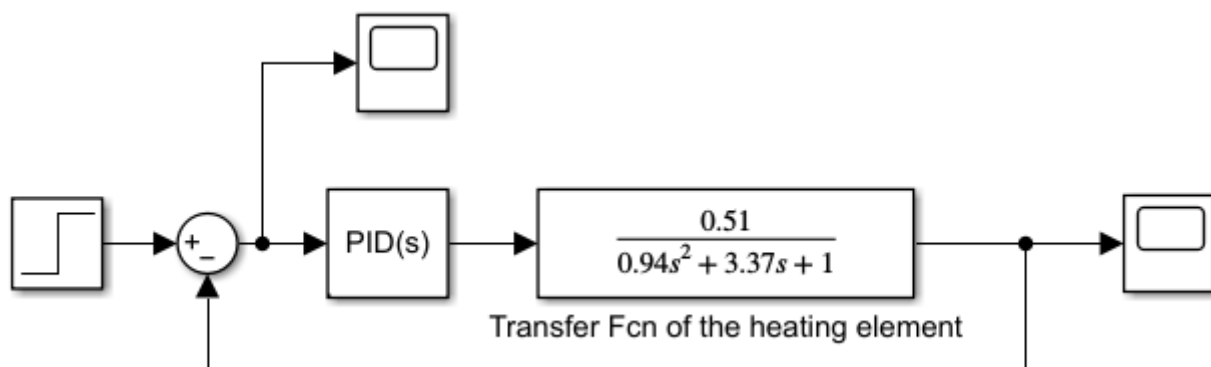 +
−
PID(s)
0.51
0.94s² + 3.37s + 1
Transfer Fcn of the heating element